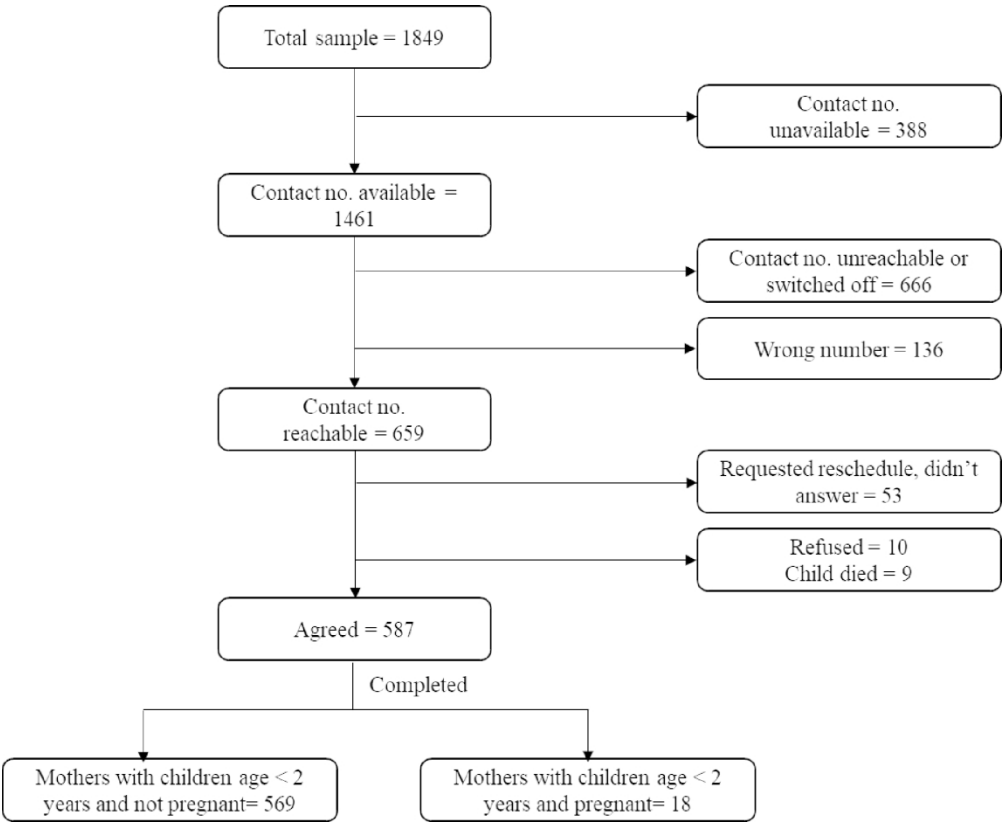 Total sample = 1849
Contact no.
unavailable = 388
Contact no. available =
1461
Contact no. unreachable or
switched off = 666
Wrong number = 136
Contact no.
reachable = 659
Requested reschedule, didn’t
answer = 53
Refused = 10
Child died = 9
Agreed = 587
Completed
Mothers with children age < 2
years and not pregnant= 569
Mothers with children age < 2
years and pregnant= 18